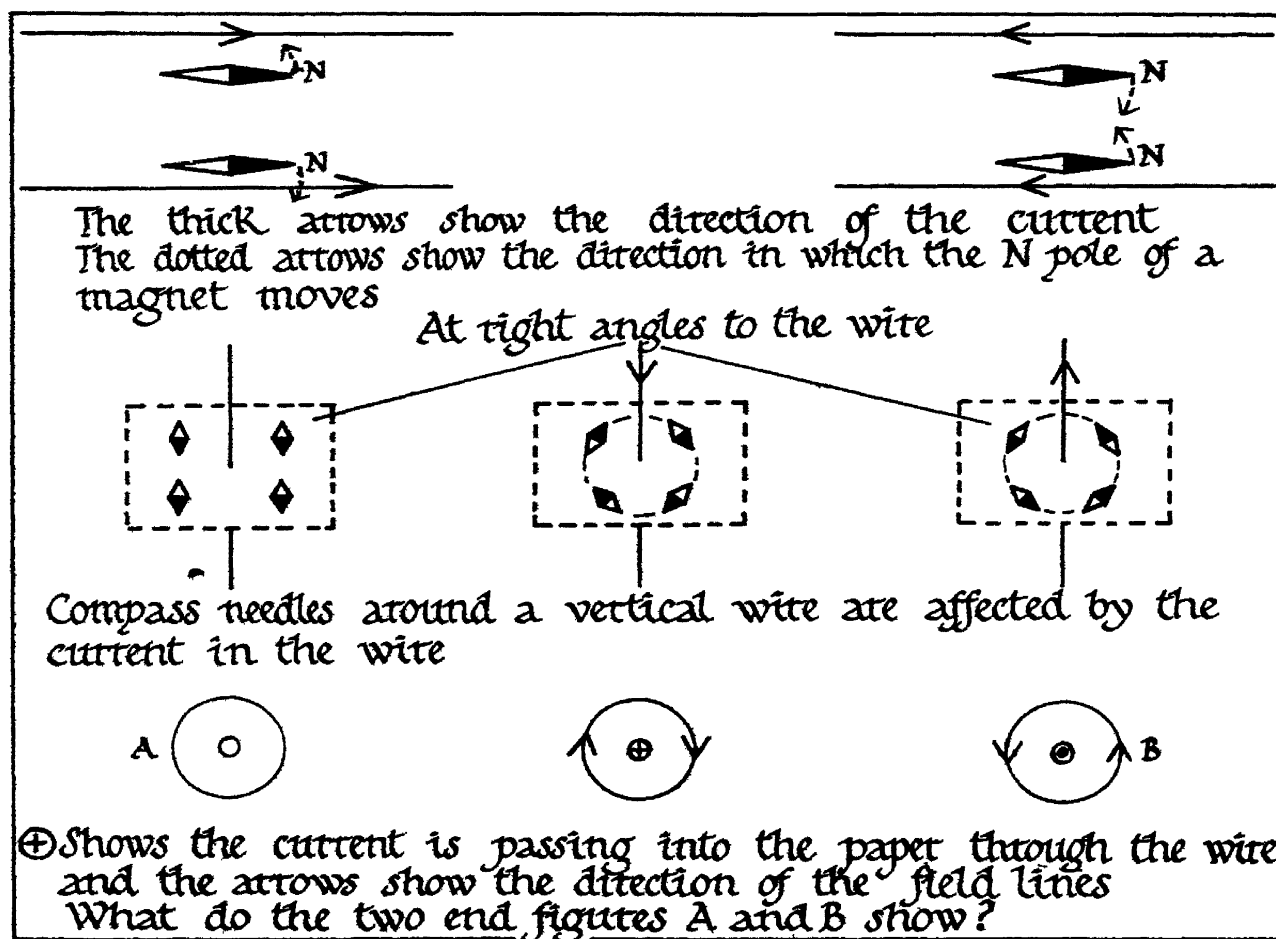 N
N
N
N
The thick arrows show the direction of the current
The dotted arrows show the direction in which the N pole of a
magnet moves
At right angles to the wire
Compass needles around a vertical wire are affected by the
current in the wire
A
B
⊕ Shows the current is passing into the paper through the wire
and the arrows show the direction of the field lines
What do the two end figures A and B show?